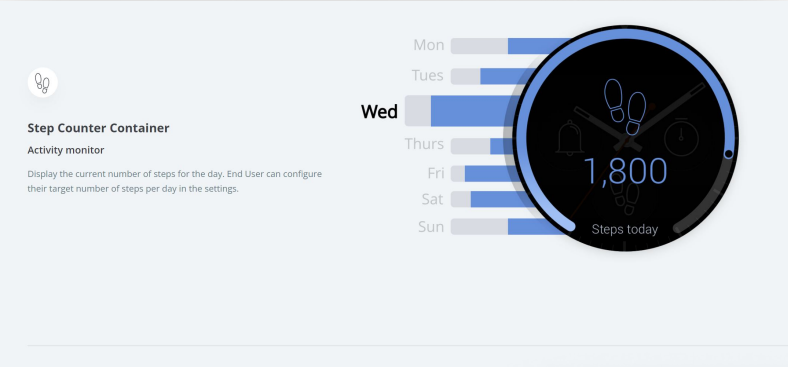 Step Counter Container
Activity monitor
Display the current number of steps for the day. End User can configure
their target number of steps per day in the settings.
Mon
Tues
Wed
Thurs
Fri
Sat
Sun
1,800
Steps today